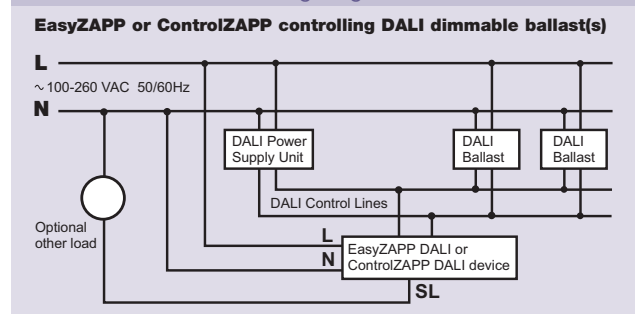 EasyZAPP or ControlZAPP controlling DALI dimmable ballast(s)
L
~100-260 VAC 50/60Hz
N
DALI Power
Supply Unit
DALI
Ballast
DALI
Ballast
DALI Control Lines
Optional
other load
L
N
EasyZAPP DALI or
ControlZAPP DALI device
SL